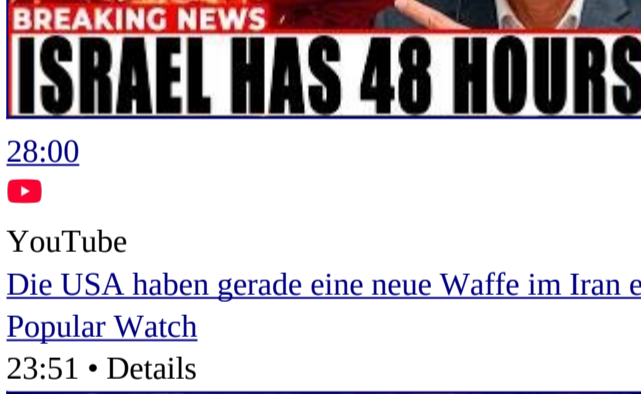 BREAKING NEWS
ISRAEL HAS 48 HOURS
28:00
YouTube
Die USA haben gerade eine neue Waffe im Iran e
Popular Watch
23:51 • Details